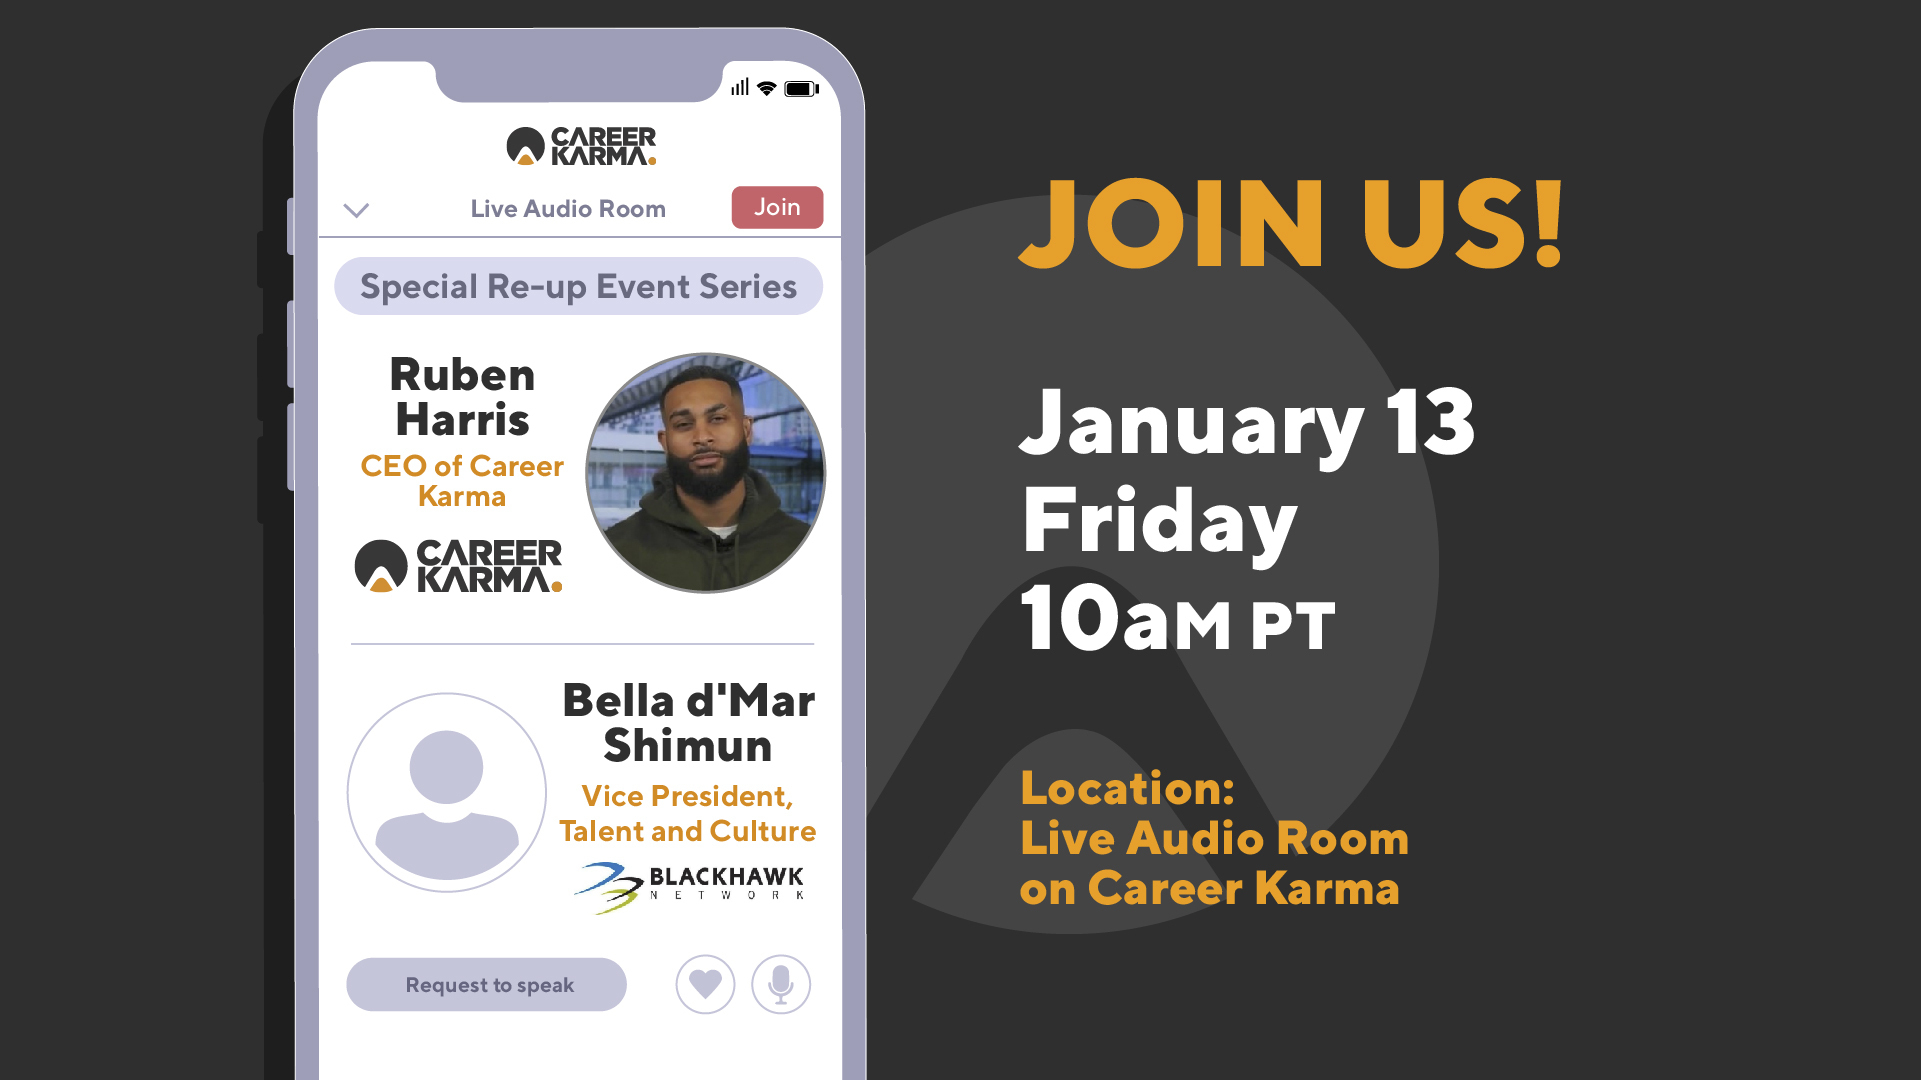 CAREER
KARMA.
Live Audio Room
Join
Special Re-up Event Series
Ruben
Harris
CEO of Career
Karma
CAREER
KARMA.
Bella d'Mar
Shimun
Vice President,
Talent and Culture
BLACKHAWK
NETWORK
Request to speak
JOIN US!
January 13
Friday
10aM PT
Location:
Live Audio Room
on Career Karma